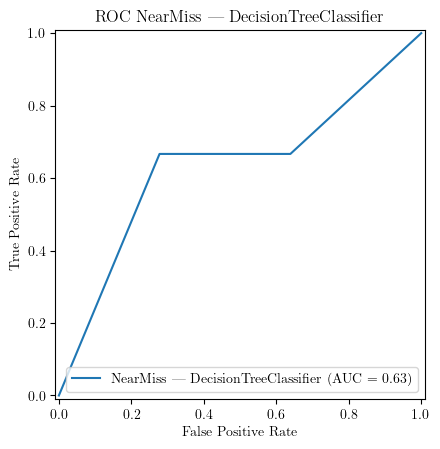 ROC NearMiss — DecisionTreeClassifier
1.0
0.8
0.6
0.4
0.2
0.0
True Positive Rate
NearMiss — DecisionTreeClassifier (AUC = 0.63)
0.0 0.2 0.4 0.6 0.8 1.0
False Positive Rate